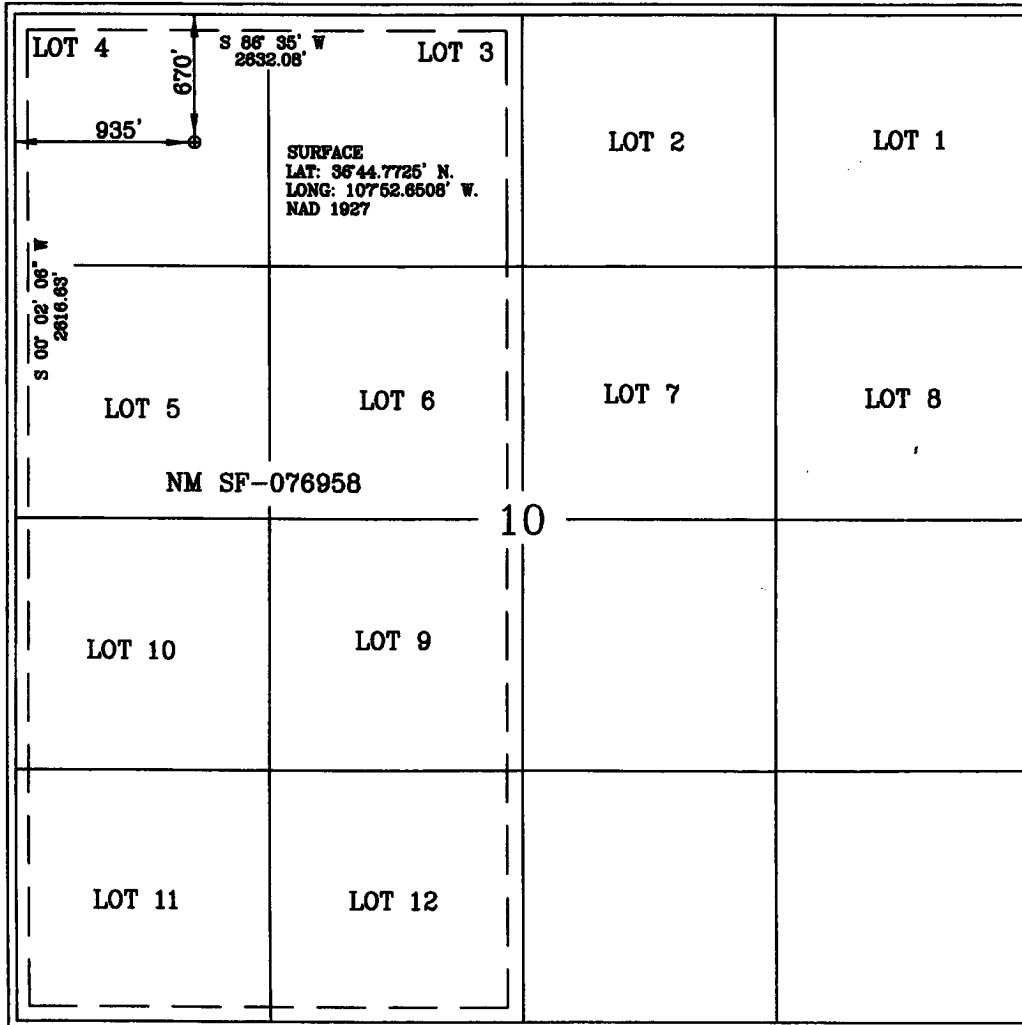 LOT 4
S 86° 35' W
2632.08'
LOT 3
670'
935'
SURFACE
LAT: 36°44.7725' N.
LONG: 107°52.6508' W.
NAD 1927
LOT 2
LOT 1
S 00° 02' 06" W
2616.63'
LOT 5
LOT 6
LOT 7
LOT 8
NM SF-076958
10
LOT 10
LOT 9
LOT 11
LOT 12